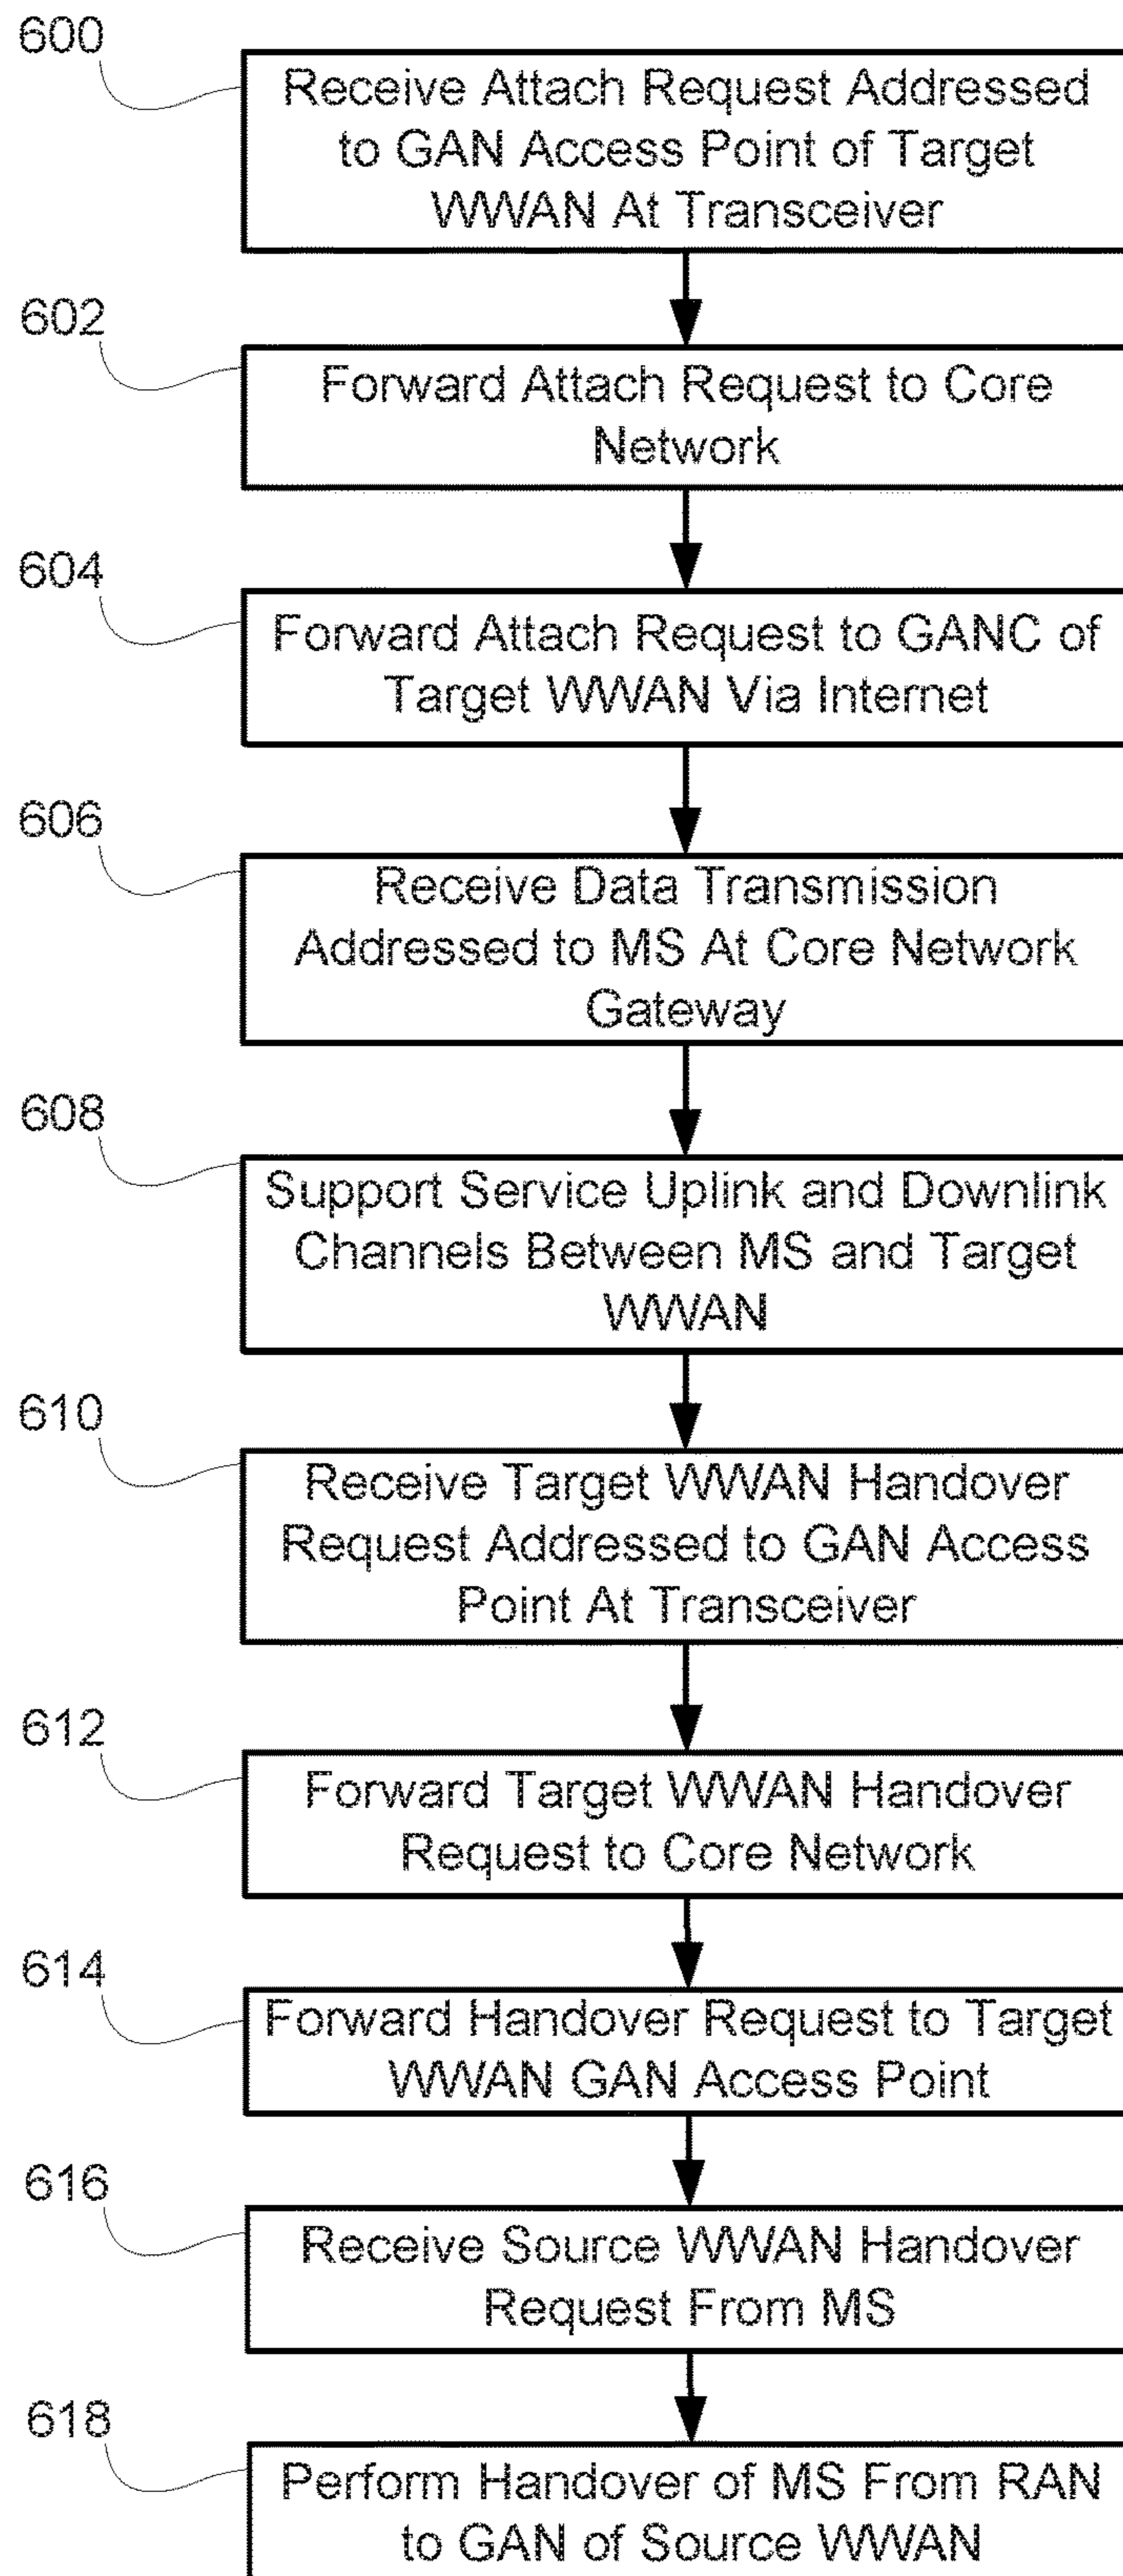 600
Receive Attach Request Addressed
to GAN Access Point of Target
WWAN At Transceiver
602
Forward Attach Request to Core
Network
604
Forward Attach Request to GANC of
Target WWAN Via Internet
606
Receive Data Transmission
Addressed to MS At Core Network
Gateway
608
Support Service Uplink and Downlink
Channels Between MS and Target
WWAN
610
Receive Target WWAN Handover
Request Addressed to GAN Access
Point At Transceiver
612
Forward Target WWAN Handover
Request to Core Network
614
Forward Handover Request to Target
WWAN GAN Access Point
616
Receive Source WWAN Handover
Request From MS
618
Perform Handover of MS From RAN
to GAN of Source WWAN